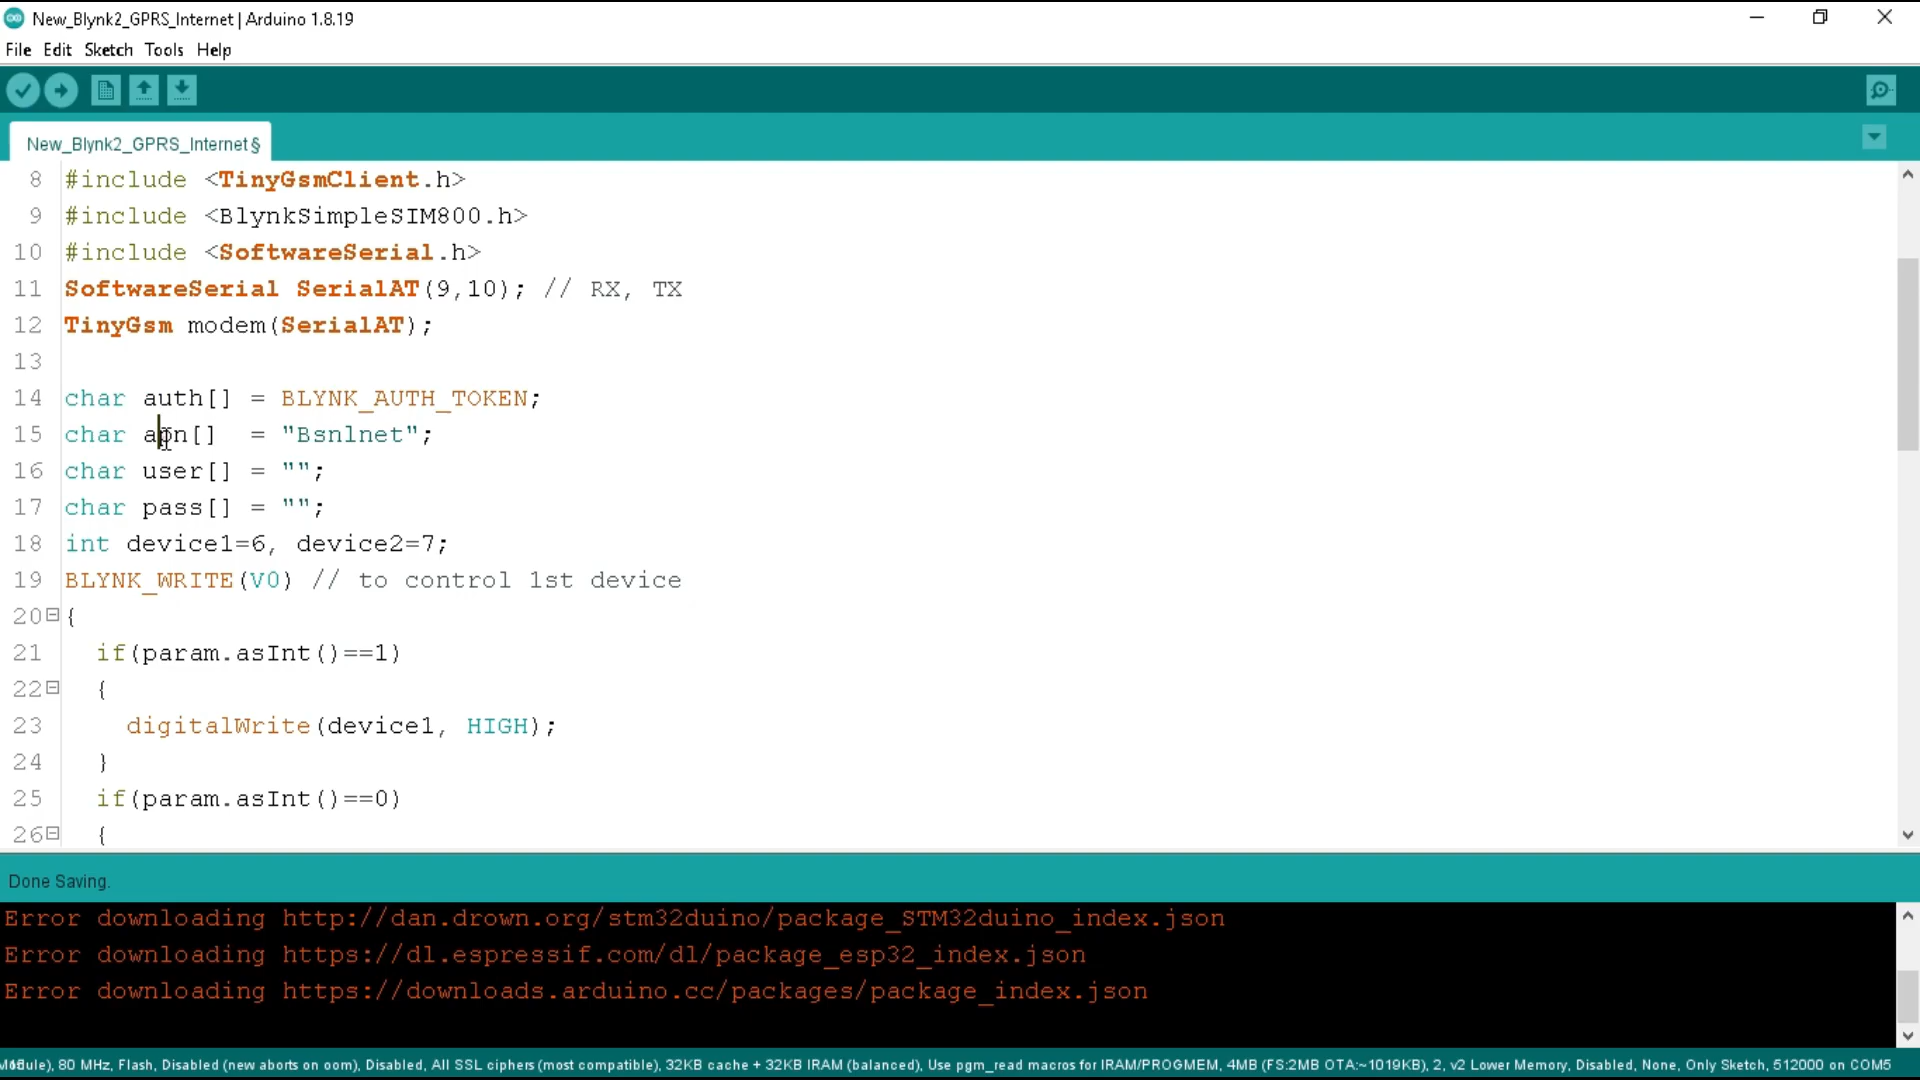 New_Blynk2_GPRS_Internet | Arduino 1.8.19
File Edit Sketch Tools Help
New_Blynk2_GPRS_Internet §
8 #include <TinyGsmClient.h>
9 #include <BlynkSimpleSIM800.h>
10 #include <SoftwareSerial.h>
11 SoftwareSerial SerialAT(9,10); // RX, TX
12 TinyGsm modem(SerialAT);
13
14 char auth[] = BLYNK_AUTH_TOKEN;
15 char apn[]  = "Bsnlnet";
16 char user[] = "";
17 char pass[] = "";
18 int device1=6, device2=7;
19 BLYNK_WRITE(V0) // to control 1st device
20 {
21   if(param.asInt()==1)
22   {
23     digitalWrite(device1, HIGH);
24   }
25   if(param.asInt()==0)
26   {
Done Saving.
Error downloading http://dan.drown.org/stm32duino/package_STM32duino_index.json
Error downloading https://dl.espressif.com/dl/package_esp32_index.json
Error downloading https://downloads.arduino.cc/packages/package_index.json
80 MHz, Flash, Disabled (new aborts on oom), Disabled, All SSL ciphers (most compatible), 32KB cache + 32KB IRAM (balanced), Use pgm_read macros for IRAM/PROGMEM, 4MB (FS:2MB OTA:~1019KB), 2, v2 Lower Memory, Disabled, None, Only Sketch, 512000 on COM5